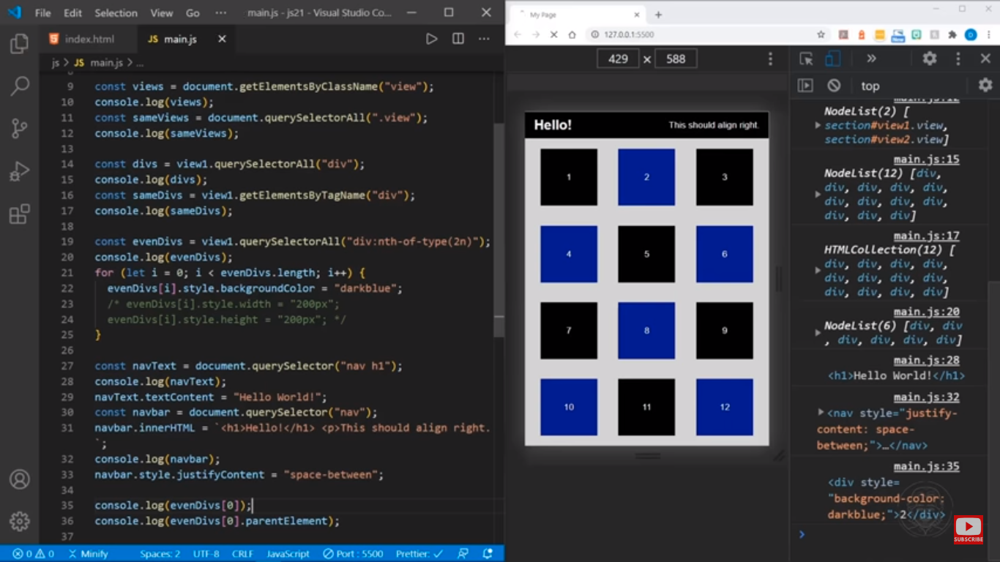 File Edit Selection View Go ··· main.js - js21 - Visual Studio Co...
index.html JS main.js
js > JS main.js > ...
9 const views = document.getElementsByClassName("view");
10 console.log(views);
11 const sameViews = document.querySelectorAll(".view");
12 console.log(sameViews);
13
14 const divs = view1.querySelectorAll("div");
15 console.log(divs);
16 const sameDivs = view1.getElementsByTagName("div");
17 console.log(sameDivs);
18
19 const evenDivs = view1.querySelectorAll("div:nth-of-type(2n)");
20 console.log(evenDivs);
21 for (let i = 0; i < evenDivs.length; i++) {
22 evenDivs[i].style.backgroundColor = "darkblue";
23 /* evenDivs[i].style.width = "200px";
24 evenDivs[i].style.height = "200px"; */
25 }
26
27 const navText = document.querySelector("nav h1");
28 console.log(navText);
29 navText.textContent = "Hello World!";
30 const navbar = document.querySelector("nav");
31 navbar.innerHTML = `<h1>Hello!</h1> <p>This should align right.
`;
32 console.log(navbar);
33 navbar.style.justifyContent = "space-between";
34
35 console.log(evenDivs[0]);
36 console.log(evenDivs[0].parentElement);
37
0 0 Minify Spaces: 2 UTF-8 CRLF JavaScript Port : 5500 Prettier: ✓
My Page
127.0.0.1:5500
429 × 588
top
Hello! This should align right.
1 2 3
4 5 6
7 8 9
10 11 12
main.js:12
NodeList(2) [
section#view1.view,
section#view2.view]
main.js:15
NodeList(12) [div,
div, div, div, div,
div, div, div, div,
div, div, div]
main.js:17
HTMLCollection(12) [
div, div, div, div,
div, div, div, div,
div, div, div, div]
main.js:20
NodeList(6) [div, div
, div, div, div, div]
main.js:28
<h1>Hello World!</h1>
main.js:32
<nav style="justify-
content: space-
between;">…</nav>
main.js:35
<div style=
"background-color:
darkblue;">2</div>
SUBSCRIBE